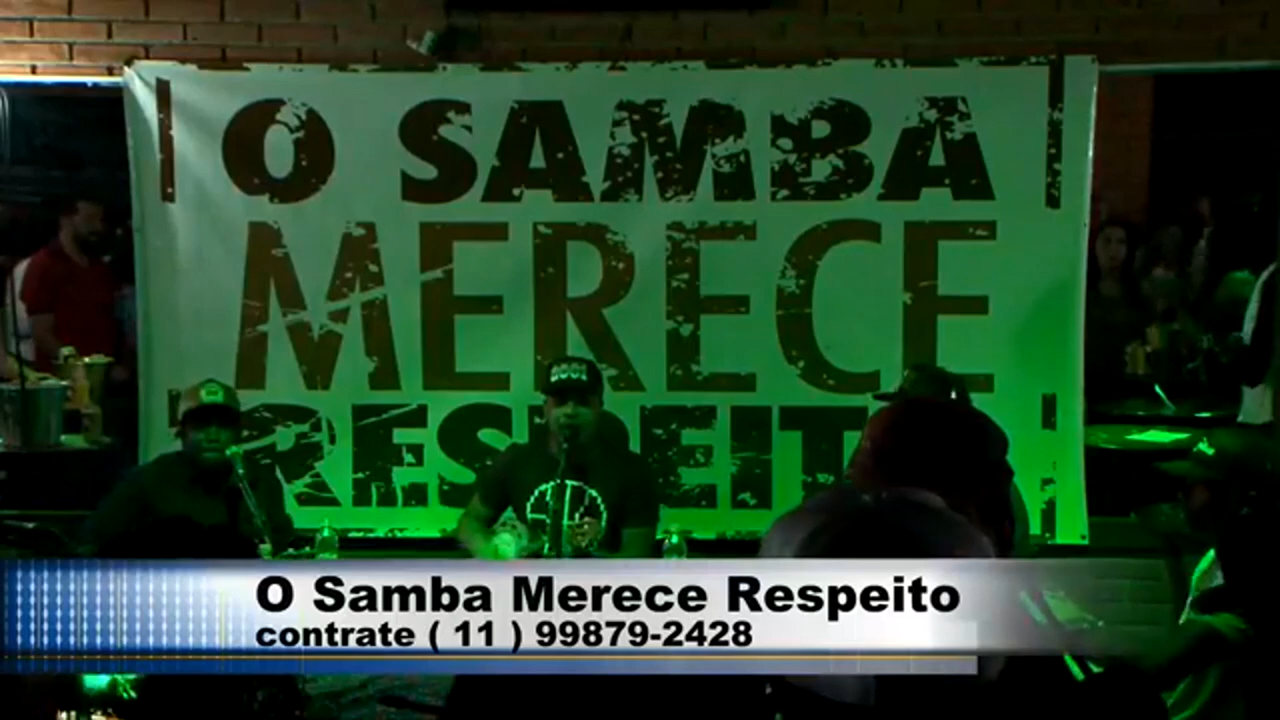 O SAMBA
MERECE
RESPEITO
O Samba Merece Respeito
contrate ( 11 ) 99879-2428